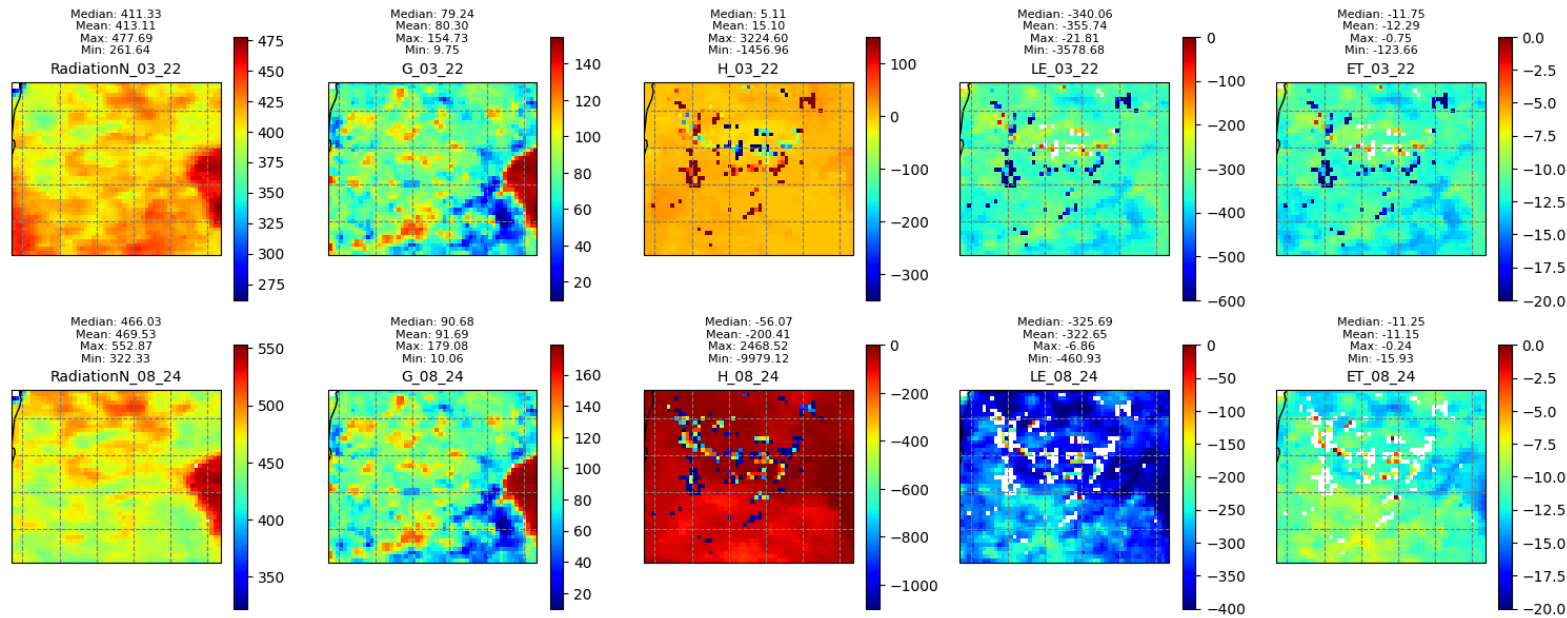 Median: 411.33
Mean: 413.11
Max: 477.69
Min: 261.64
RadiationN_03_22
475
450
425
400
375
350
325
300
275
Median: 79.24
Mean: 80.30
Max: 154.73
Min: 9.75
G_03_22
140
120
100
80
60
40
20
Median: 5.11
Mean: 15.10
Max: 3224.60
Min: -1456.96
H_03_22
100
0
−100
−200
−300
Median: -340.06
Mean: -355.74
Max: -21.81
Min: -3578.68
LE_03_22
0
−100
−200
−300
−400
−500
−600
Median: -11.75
Mean: -12.29
Max: -0.75
Min: -123.66
ET_03_22
0.0
−2.5
−5.0
−7.5
−10.0
−12.5
−15.0
−17.5
−20.0
Median: 466.03
Mean: 469.53
Max: 552.87
Min: 322.33
RadiationN_08_24
550
500
450
400
350
Median: 90.68
Mean: 91.69
Max: 179.08
Min: 10.06
G_08_24
160
140
120
100
80
60
40
20
Median: -56.07
Mean: -200.41
Max: 2468.52
Min: -9979.12
H_08_24
0
−200
−400
−600
−800
−1000
Median: -325.69
Mean: -322.65
Max: -6.86
Min: -460.93
LE_08_24
0
−50
−100
−150
−200
−250
−300
−350
−400
Median: -11.25
Mean: -11.15
Max: -0.24
Min: -15.93
ET_08_24
0.0
−2.5
−5.0
−7.5
−10.0
−12.5
−15.0
−17.5
−20.0